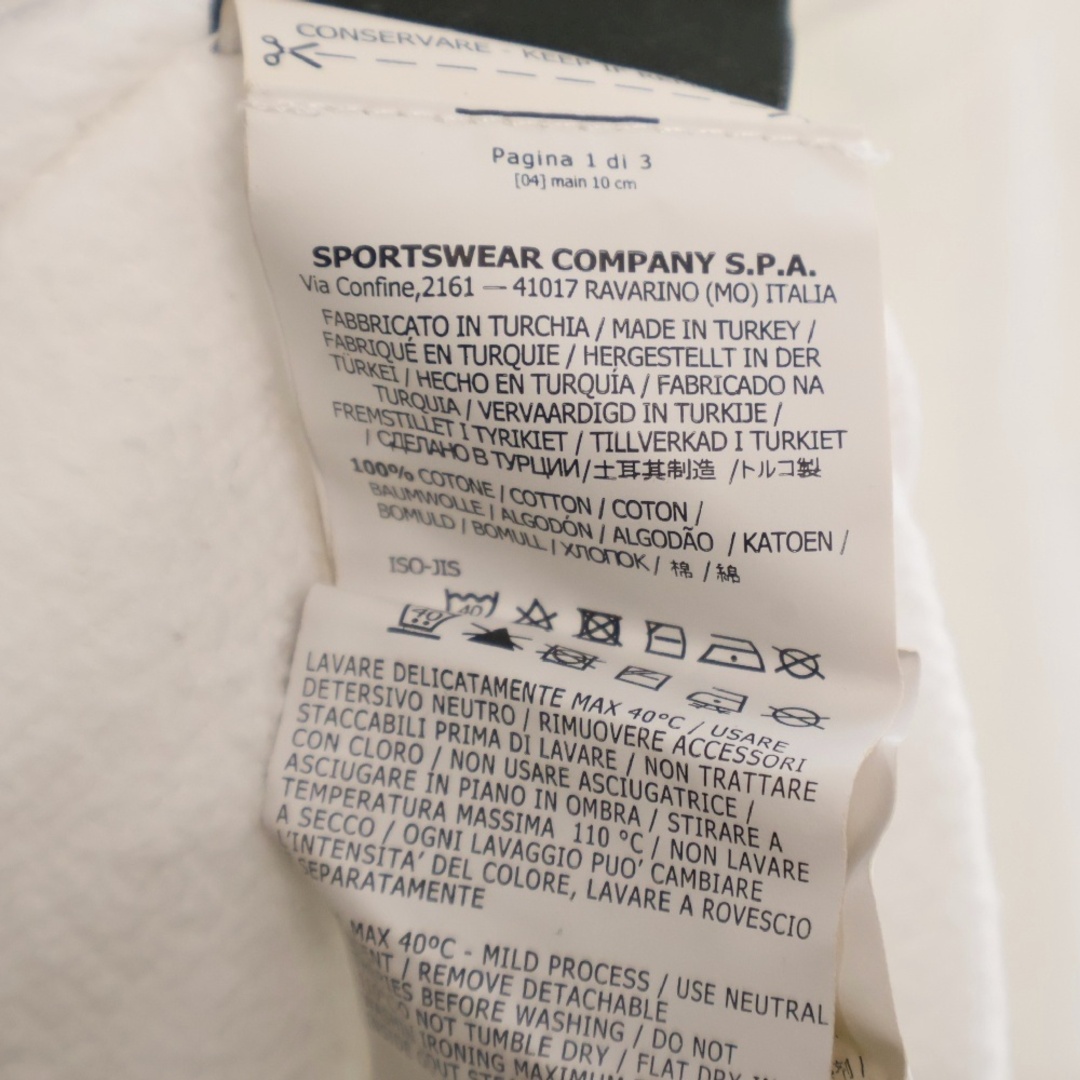 CONSERVARE - KEEP IT
Pagina 1 di 3
[04] main 10 cm
SPORTSWEAR COMPANY S.P.A.
Via Confine,2161 — 41017 RAVARINO (MO) ITALIA
FABBRICATO IN TURCHIA / MADE IN TURKEY /
FABRIQUÉ EN TURQUIE / HERGESTELLT IN DER
TÜRKEI / HECHO EN TURQUÍA / FABRICADO NA
TURQUIA / VERVAARDIGD IN TURKIJE /
FREMSTILLET I TYRIKIET / TILLVERKAD I TURKIET
/ СДЕЛАНО В ТУРЦИИ/土耳其制造 /トルコ製
100% COTONE / COTTON / COTON /
BAUMWOLLE / ALGODÓN / ALGODÃO / KATOEN /
BOMULD / BOMULL / ХЛОПОК / 棉 / 綿
ISO-JIS
40
40
LAVARE DELICATAMENTE MAX 40°C / USARE
DETERSIVO NEUTRO / RIMUOVERE ACCESSORI
STACCABILI PRIMA DI LAVARE / NON TRATTARE
CON CLORO / NON USARE ASCIUGATRICE /
ASCIUGARE IN PIANO IN OMBRA / STIRARE A
TEMPERATURA MASSIMA 110 °C / NON LAVARE
A SECCO / OGNI LAVAGGIO PUO' CAMBIARE
L'INTENSITA' DEL COLORE, LAVARE A ROVESCIO
SEPARATAMENTE
MAX 40°C - MILD PROCESS / USE NEUTRAL
/ REMOVE DETACHABLE
BEFORE WASHING / DO NOT
NOT TUMBLE DRY / FLAT DRY
IRONING MAXIMUM